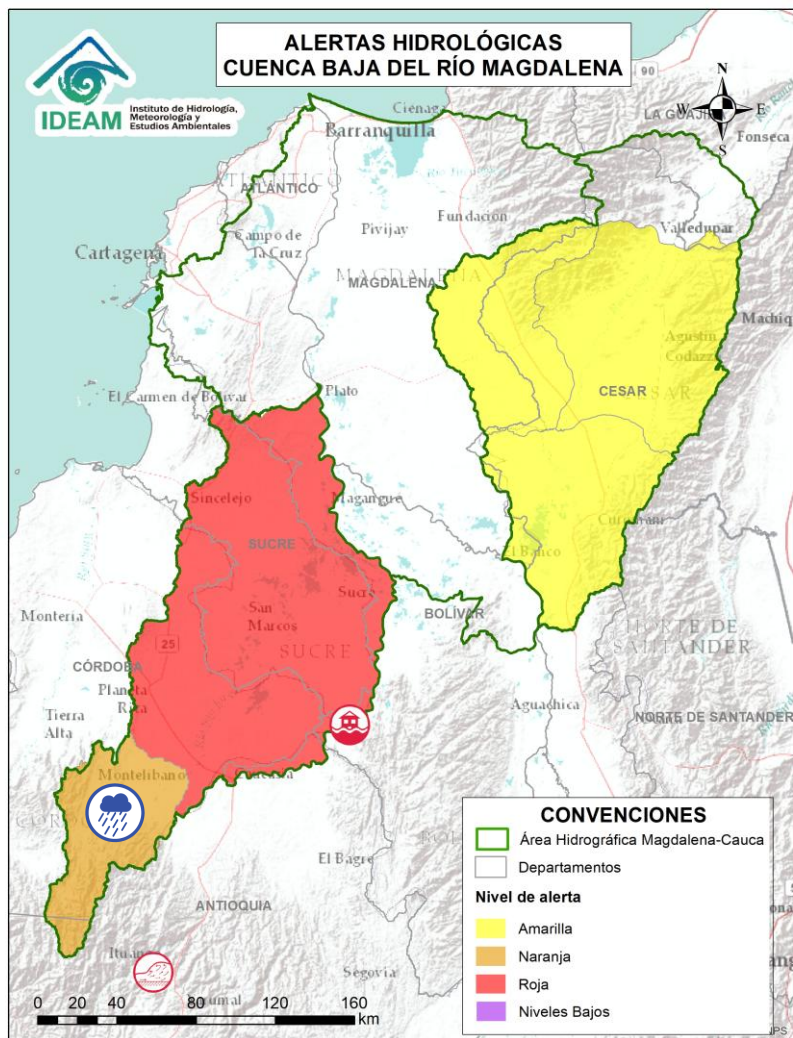 ALERTAS HIDROLÓGICAS
CUENCA BAJA DEL RÍO MAGDALENA
IDEAM
Instituto de Hidrología,
Meteorología y
Estudios Ambientales
90
N
W
E
S
LA GUAJIRA
Fonseca
Ciénaga
Barranquilla
ATLÁNTICO
ATLÁNTICO
Fundación
Pivijay
Valledupar
Campo de
la Cruz
Cartagena
MAGDALENA
MAGDALENA
Machiq
Agustín
Codazzi
CESAR
El Carmen de Bolívar
Plato
Sincelejo
Magangue
SUCRE
El Banco
Sucre
BOLÍVAR
Montería
San
Marcos
SUCRE
25
NORTE DE
SANTANDER
CÓRDOBA
Planeta
Rica
Aguachica
NORTE DE SANTANDER
Tierra
Alta
Montelíbano
El Bagre
ANTIOQUIA
Ituango
Segovia
CONVENCIONES
Área Hidrográfica Magdalena-Cauca
Departamentos
Nivel de alerta
Amarilla
Naranja
Roja
Niveles Bajos
0 20 40 80 120 160
km